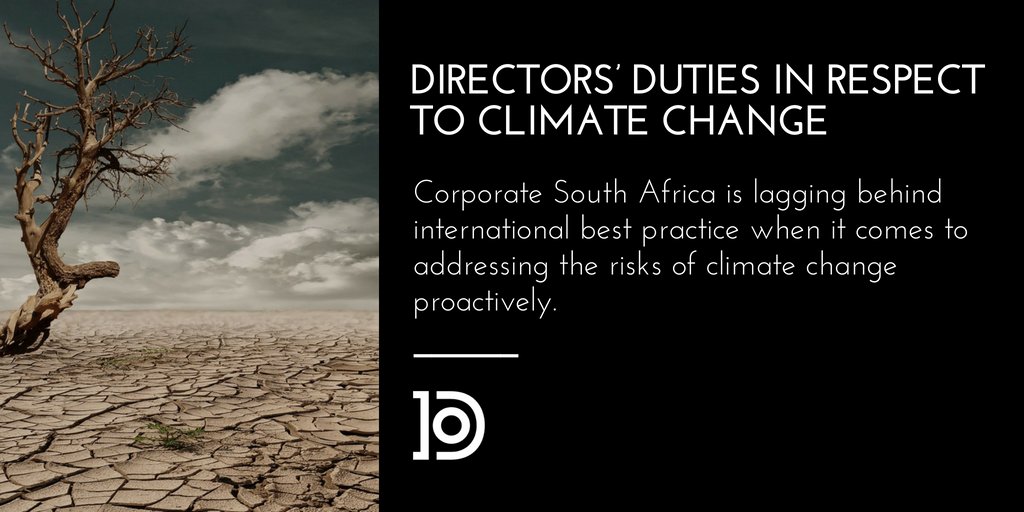 DIRECTORS’ DUTIES IN RESPECT
TO CLIMATE CHANGE
Corporate South Africa is lagging behind
international best practice when it comes to
addressing the risks of climate change
proactively.